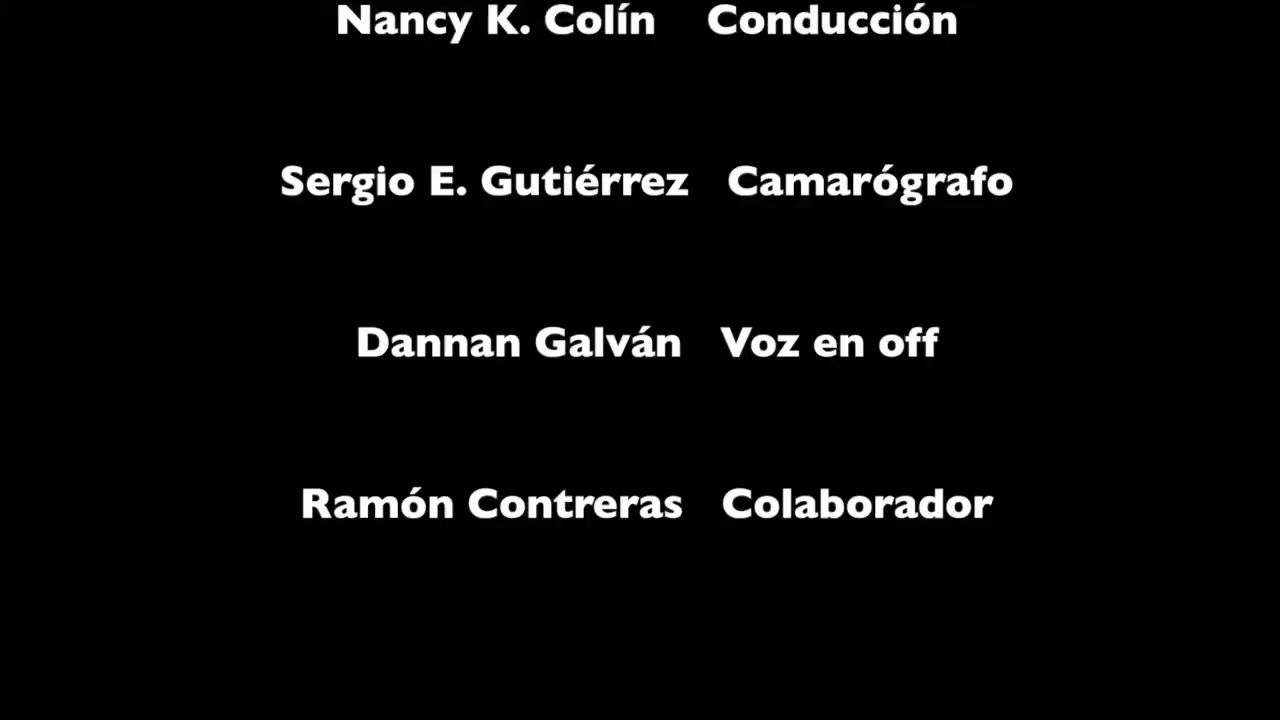 Nancy K. Colín Conducción
Sergio E. Gutiérrez Camarógrafo
Dannan Galván Voz en off
Ramón Contreras Colaborador